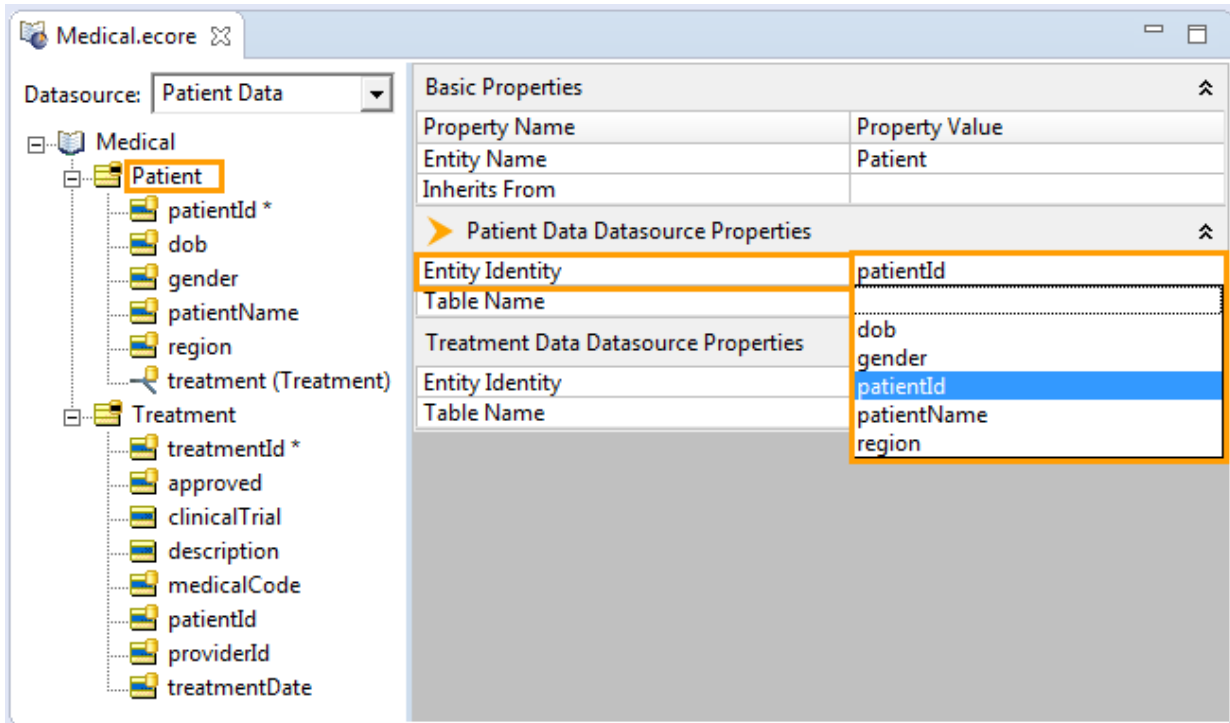 Medical.ecore
Datasource: Patient Data
Medical
Patient
patientId *
dob
gender
patientName
region
treatment (Treatment)
Treatment
treatmentId *
approved
clinicalTrial
description
medicalCode
patientId
providerId
treatmentDate
Basic Properties
Property Name Property Value
Entity Name Patient
Inherits From
Patient Data Datasource Properties
Entity Identity patientId
Table Name
Treatment Data Datasource Properties
Entity Identity
Table Name
dob
gender
patientId
patientName
region